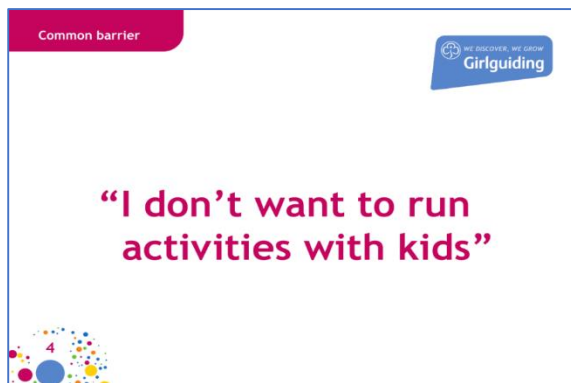 Common barrier
WE DISCOVER, WE GROW
Girlguiding
“I don’t want to run
activities with kids”
4